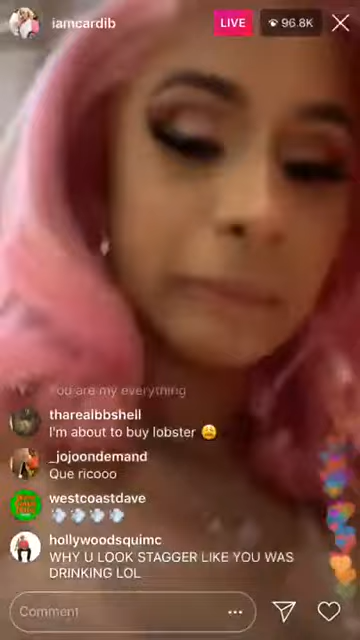 iamcardib
LIVE
96.8K
You are my everything
tharealbbshell
I'm about to buy lobster 😩
_jojoondemand
Que ricooo
westcoastdave
💨💨💨💨
hollywoodsquimc
WHY U LOOK STAGGER LIKE YOU WAS
DRINKING LOL
Comment